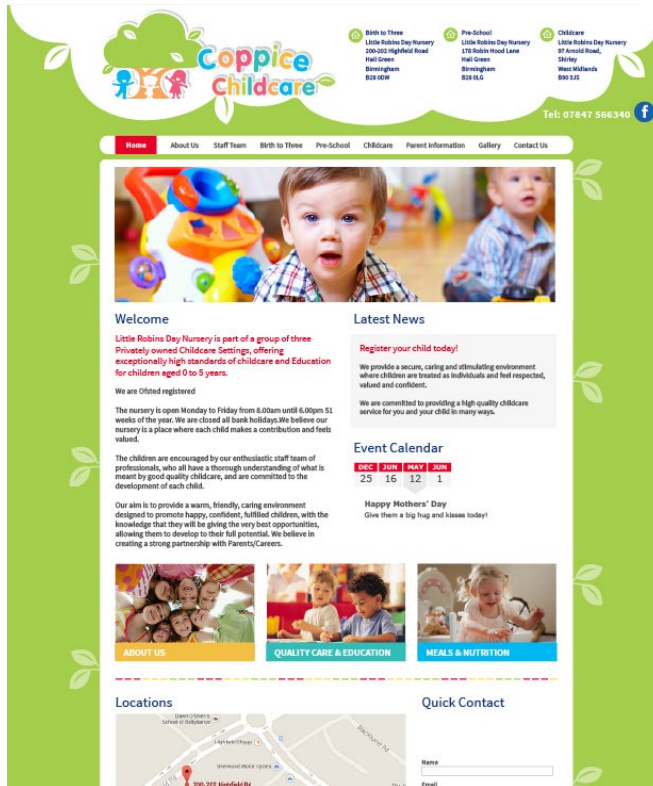 Coppice
Childcare
Birth to Three
Little Robins Day Nursery
200-202 Highfield Road
Hall Green
Birmingham
B28 0DW
Pre-School
Little Robins Day Nursery
178 Robin Hood Lane
Hall Green
Birmingham
B28 0LG
Childcare
Little Robins Day Nursery
97 Arnold Road,
Shirley
West Midlands
B90 3JS
Tel: 07847 566340 f
Home About Us Staff Team Birth to Three Pre-School Childcare Parent Information Gallery Contact Us
Welcome
Little Robins Day Nursery is part of a group of three
Privately owned Childcare Settings, offering
exceptionally high standards of childcare and Education
for children aged 0 to 5 years.
We are Ofsted registered
The nursery is open Monday to Friday from 8.00am until 6.00pm 51
weeks of the year. We are closed all bank holidays.We believe our
nursery is a place where each child makes a contribution and feels
valued.
The children are encouraged by our enthusiastic staff team of
professionals, who all have a thorough understanding of what is
meant by good quality childcare, and are committed to the
development of each child.
Our aim is to provide a warm, friendly, caring environment
designed to promote happy, confident, fulfilled children, with the
knowledge that they will be giving the very best opportunities,
allowing them to develop to their full potential. We believe in
creating a strong partnership with Parents/Careers.
Latest News
Register your child today!
We provide a secure, caring and stimulating environment
where children are treated as individuals and feel respected,
valued and confident.
We are committed to providing a high quality childcare
service for you and your child in many ways.
Event Calendar
DEC JUN MAY JUN
25 16 12 1
Happy Mothers' Day
Give them a big hug and kisses today!
ABOUT US
QUALITY CARE & EDUCATION
MEALS & NUTRITION
Locations
School of Bellydance
Highfield
Sherwood Motor Cycles
200-202 Highfield Rd
Quick Contact
Name
Email